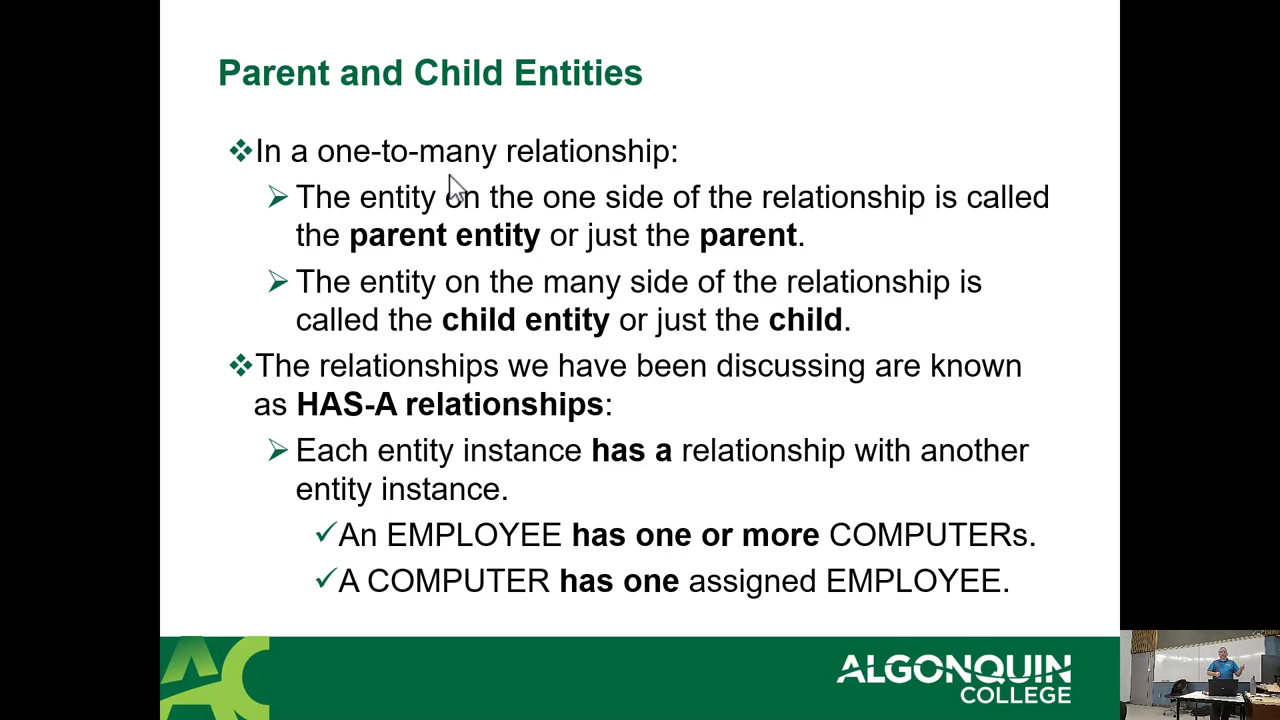 Parent and Child Entities
In a one-to-many relationship:
The entity on the one side of the relationship is called
the parent entity or just the parent.
The entity on the many side of the relationship is
called the child entity or just the child.
The relationships we have been discussing are known
as HAS-A relationships:
Each entity instance has a relationship with another
entity instance.
An EMPLOYEE has one or more COMPUTERs.
A COMPUTER has one assigned EMPLOYEE.
AC
ALGONQUIN
COLLEGE